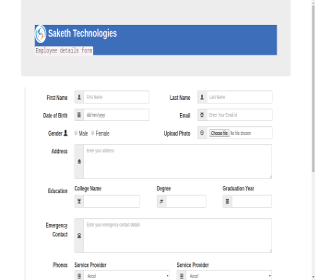 Saketh Technologies
Employee details form
First Name First Name Last Name Last Name
Date of Birth dd/mm/yyyy Email Enter Your Email id
Gender Male Female Upload Photo Choose File No file chosen
Address Enter your address
College Name Degree Graduation Year
Education
Emergency Contact Enter your emergency contact details
Phones Service Provider Service Provider
Aircel Aircel